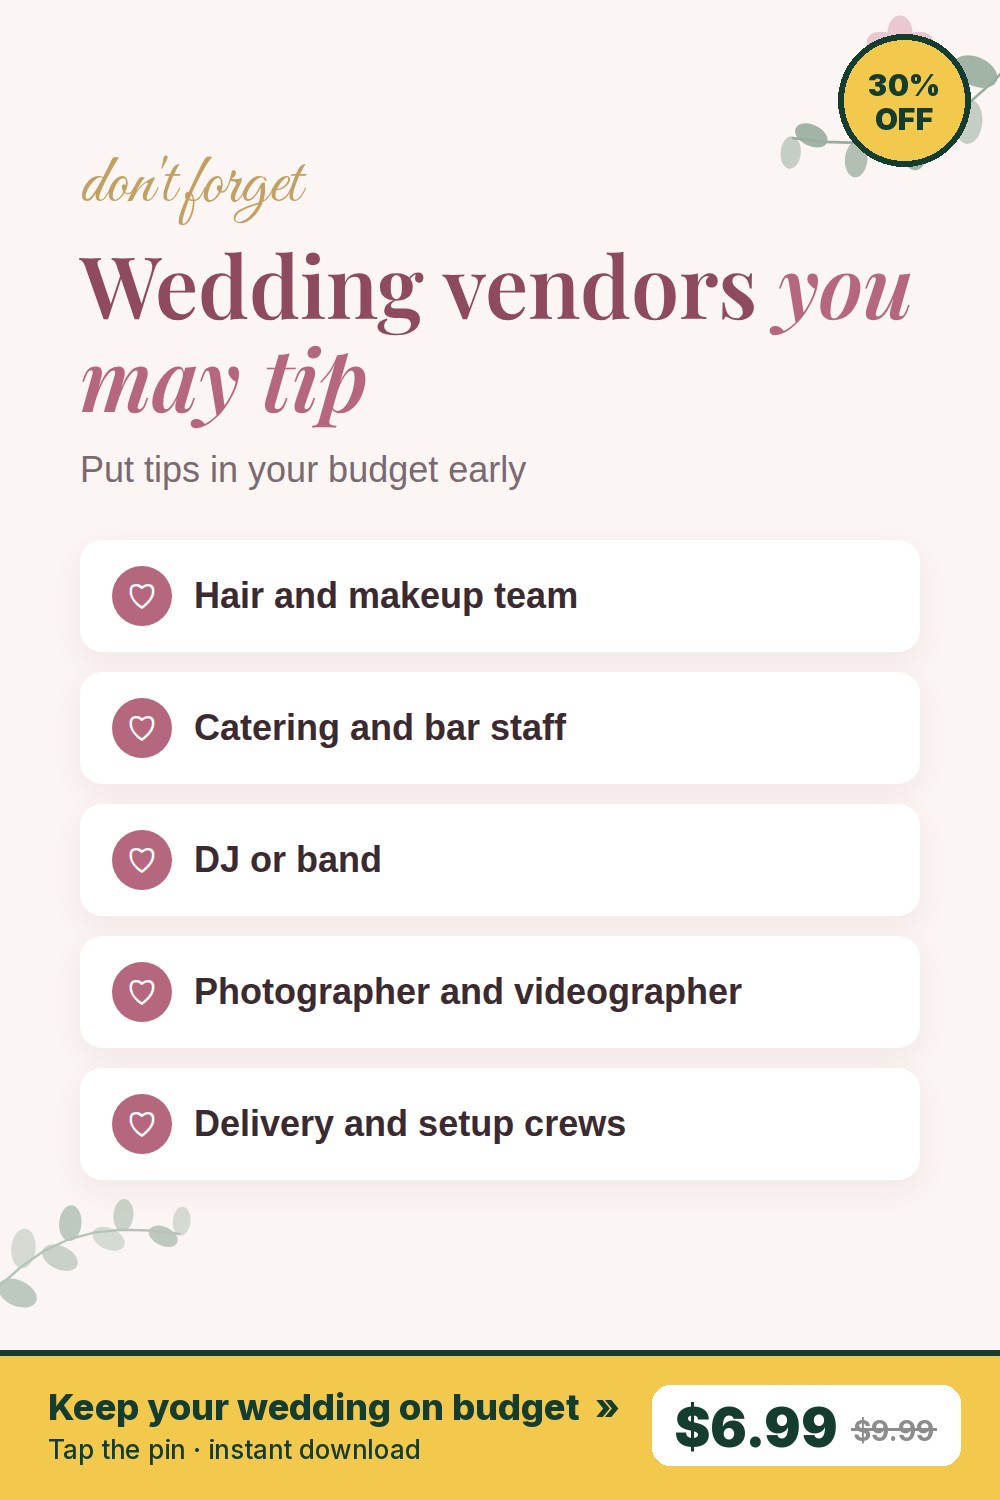 30%
OFF
don't forget
Wedding vendors you
may tip
Put tips in your budget early
Hair and makeup team
Catering and bar staff
DJ or band
Photographer and videographer
Delivery and setup crews
Keep your wedding on budget »
Tap the pin · instant download
$6.99 $9.99